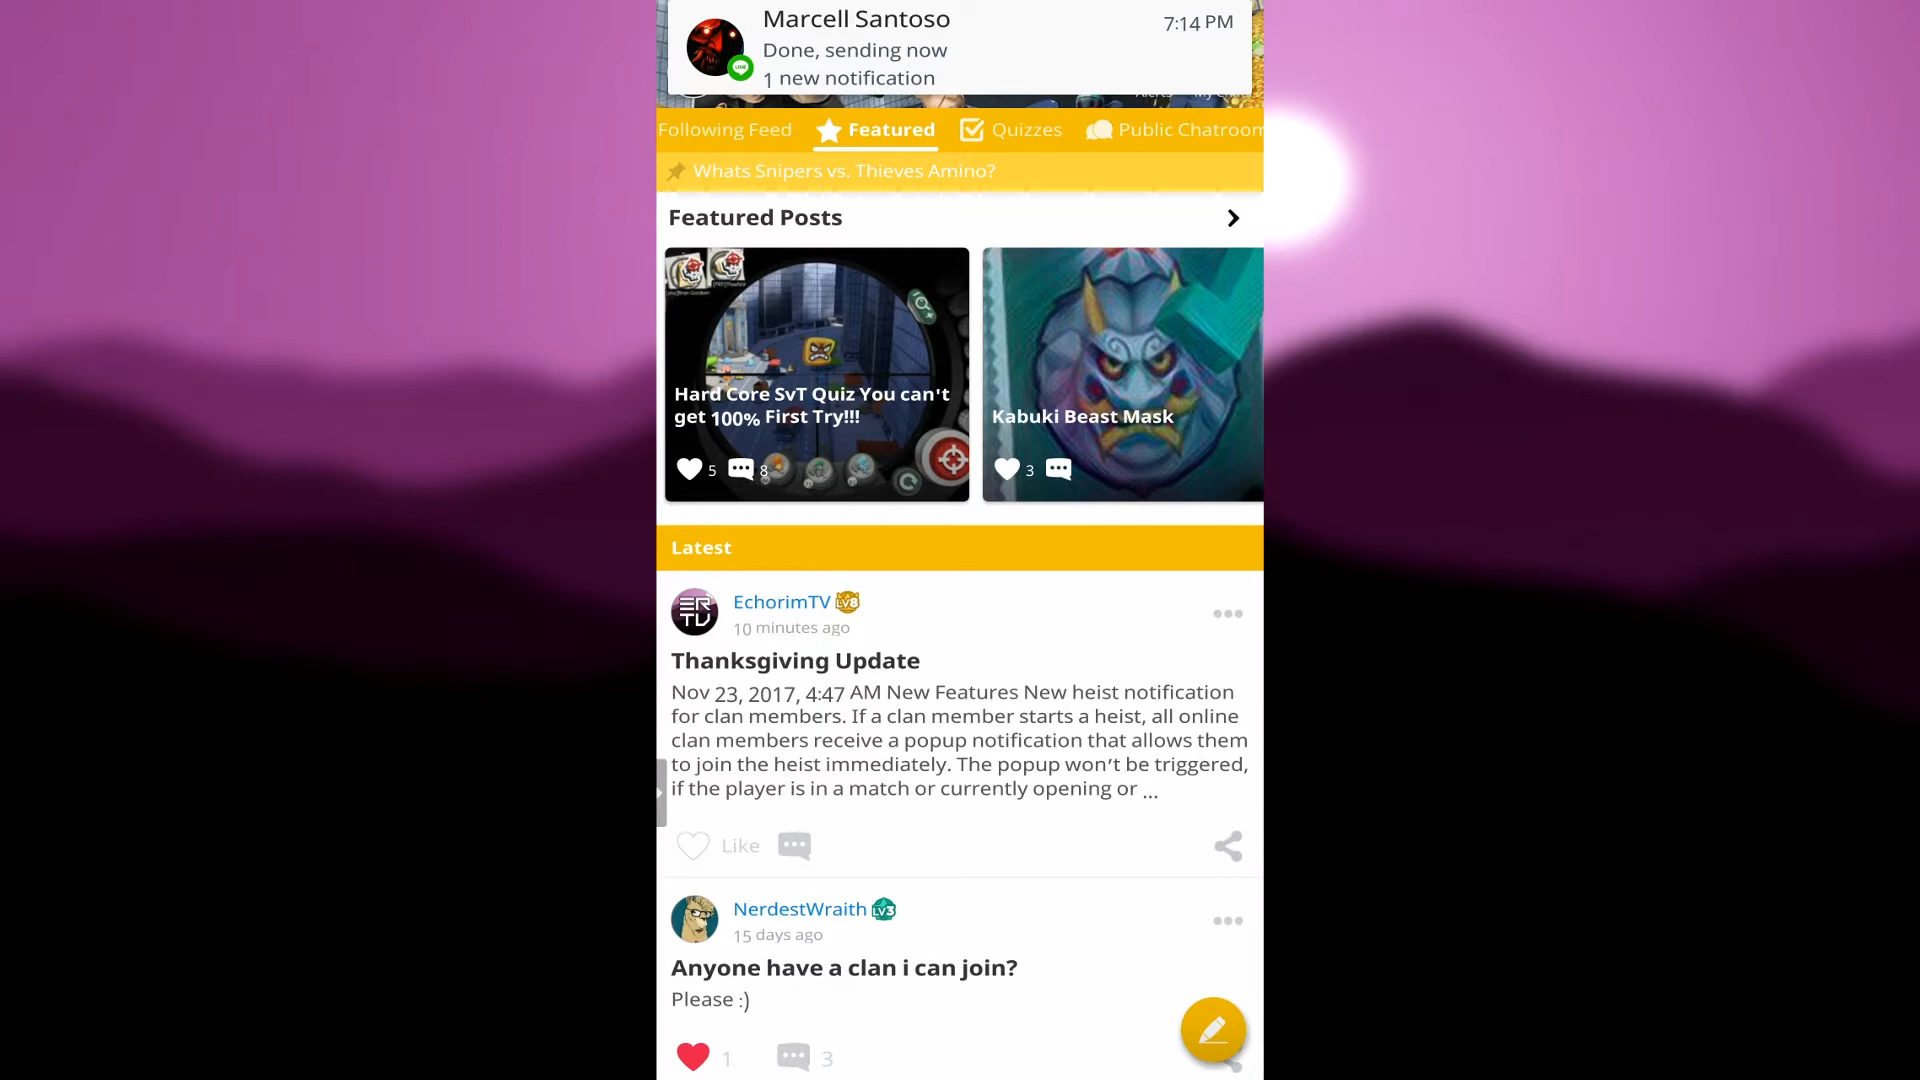 Marcell Santoso
7:14 PM
Done, sending now
1 new notification
Following Feed
Featured
Quizzes
Public Chatroom
Whats Snipers vs. Thieves Amino?
Featured Posts
Hard Core SvT Quiz You can't
get 100% First Try!!!
5
8
Kabuki Beast Mask
3
Latest
ER
TV
EchorimTV LV8
10 minutes ago
Thanksgiving Update
Nov 23, 2017, 4:47 AM New Features New heist notification
for clan members. If a clan member starts a heist, all online
clan members receive a popup notification that allows them
to join the heist immediately. The popup won't be triggered,
if the player is in a match or currently opening or ...
Like
NerdestWraith LV3
15 days ago
Anyone have a clan i can join?
Please :)
1
3